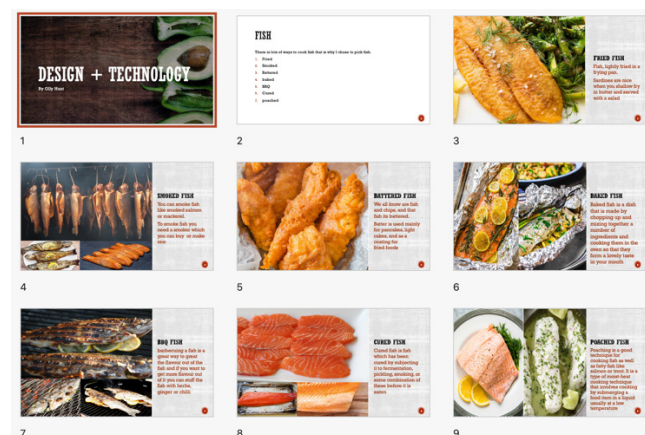 DESIGN + TECHNOLOGY
By Olly Hunt
1
FISH
There is lots of ways to cook fish that is why I chose to pick fish.
1. Fried
2. Smoked
3. Battered
4. baked
5. BBQ
6. Cured
7. poached
2
FRIED FISH
Fish, lightly fried in a
frying pan.
Sardines are nice
when you shallow fry
in butter and served
with a salad
3
SMOKED FISH
You can smoke fish
like smoked salmon
or mackerel
To smoke fish you
need a smoker which
you can buy or make
one
4
BATTERED FISH
We all know are fish
and chips, and that
fish its battered.
Batter is used mainly
for pancakes, light
cakes, and as a
coating for
fried foods
5
BAKED FISH
Baked fish is a dish
that is made by
chopping up and
mixing together a
number of
ingredients and
cooking them in the
oven so that they
form a lovely taste
in your mouth
6
BBQ FISH
barbecuing a fish is a
great way to great
the flavour out of the
fish and if you want to
get more flavour out
of it you can stuff the
fish with herbs,
ginger or chili
7
CURED FISH
Cured fish is fish
which has been
cured by subjecting
it to fermentation,
pickling, smoking, or
some combination of
these before it is
eaten
8
POACHED FISH
Poaching is a good
technique for
cooking fish as well
as fatty fish like
salmon or trout. It is a
type of moist-heat
cooking technique
that involves cooking
by submerging a
food item in a liquid
usually at a low
temperature
9